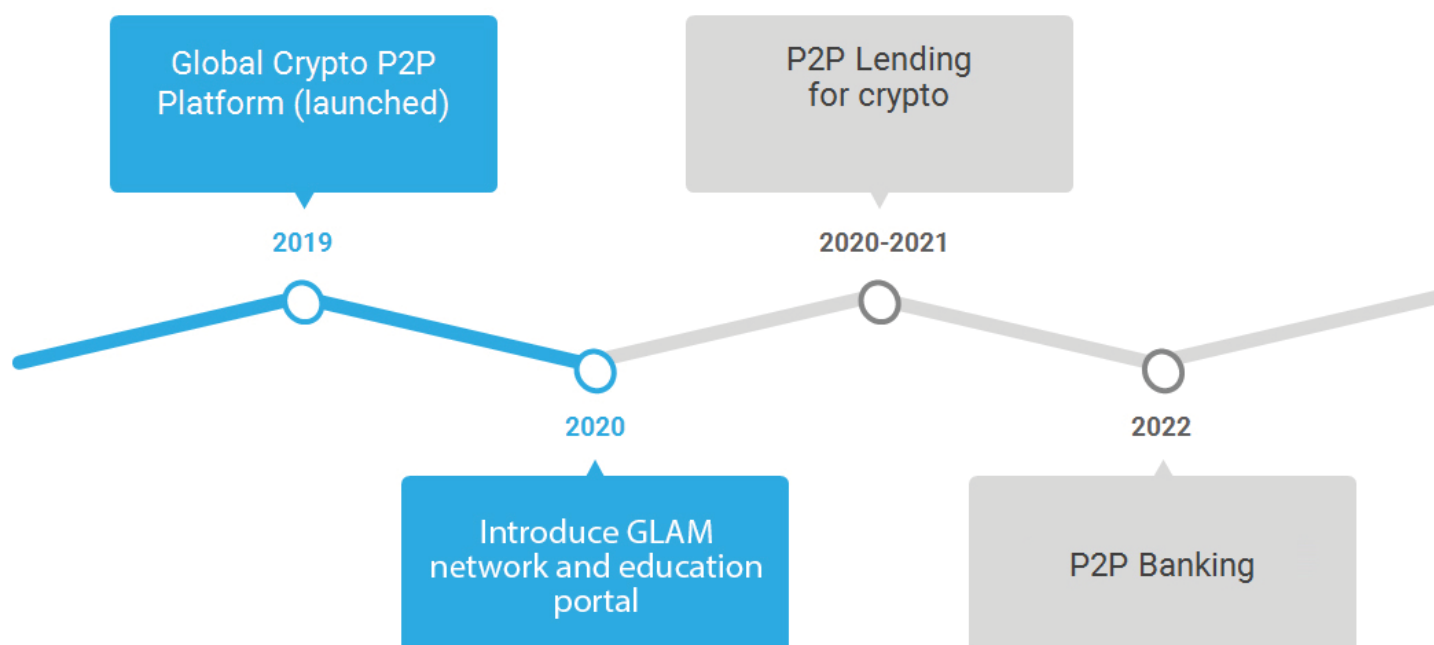 Global Crypto P2P
Platform (launched)
2019
P2P Lending
for crypto
2020-2021
2020
Introduce GLAM
network and education
portal
2022
P2P Banking